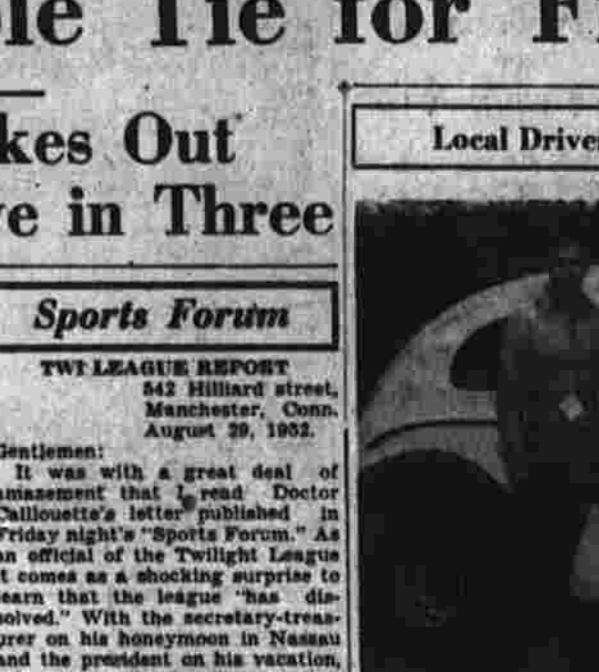 ble Tie for F
kes Out
ve in Three
Local Drive
Sports Forum
TWI LEAGUE REPORT
542 Hilliard street,
Manchester, Conn.
August 29, 1952.
Gentlemen:
It was with a great deal of
amazement that I read Doctor
Caillouette's letter published in
Friday night's "Sports Forum." As
an official of the Twilight League
it comes as a shocking surprise to
learn that the league "has dis-
solved." With the secretary-treas-
urer on his honeymoon in Nassau
and the president on his vacation,